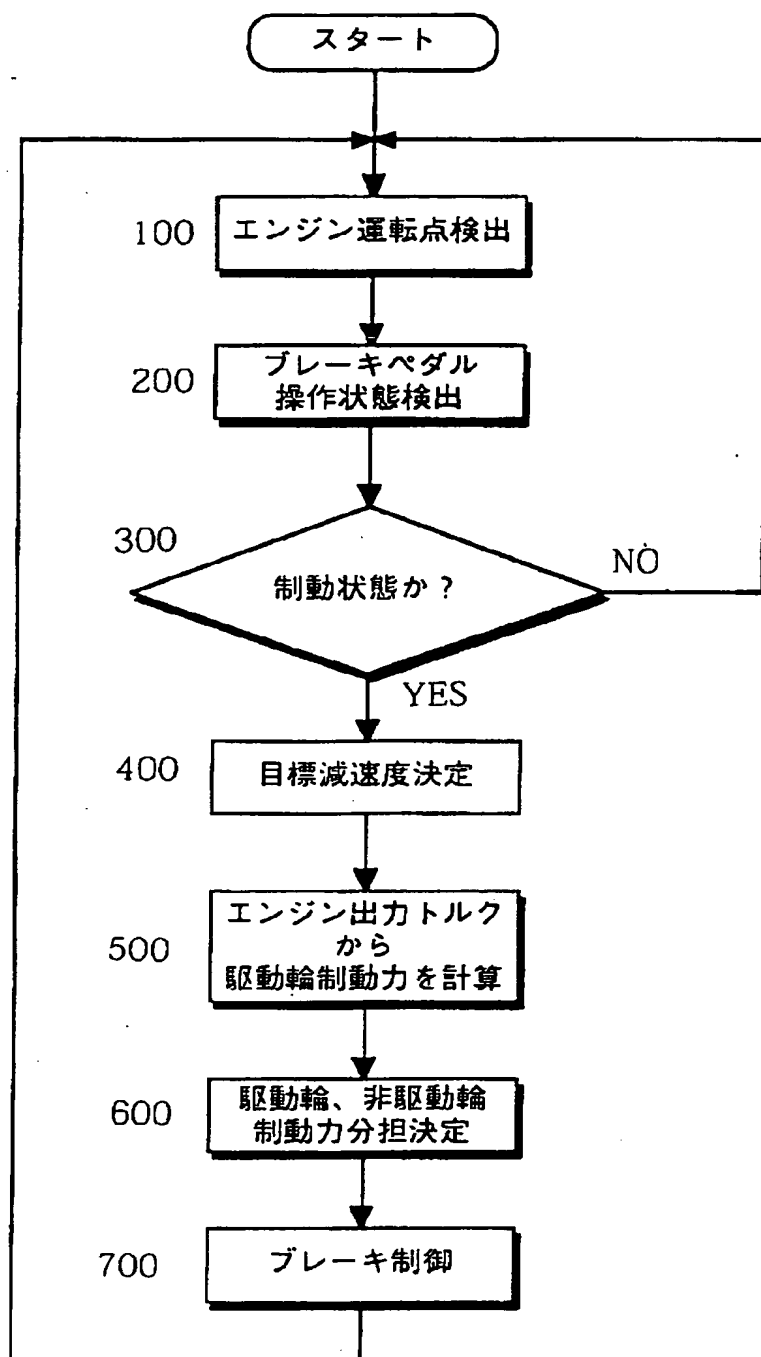 スタート
100
エンジン運転点検出
200
ブレーキペダル
操作状態検出
300
制動状態か?
NO
YES
400
目標減速度決定
500
エンジン出力トルク
から
駆動輪制動力を計算
600
駆動輪、非駆動輪
制動力分担決定
700
ブレーキ制御